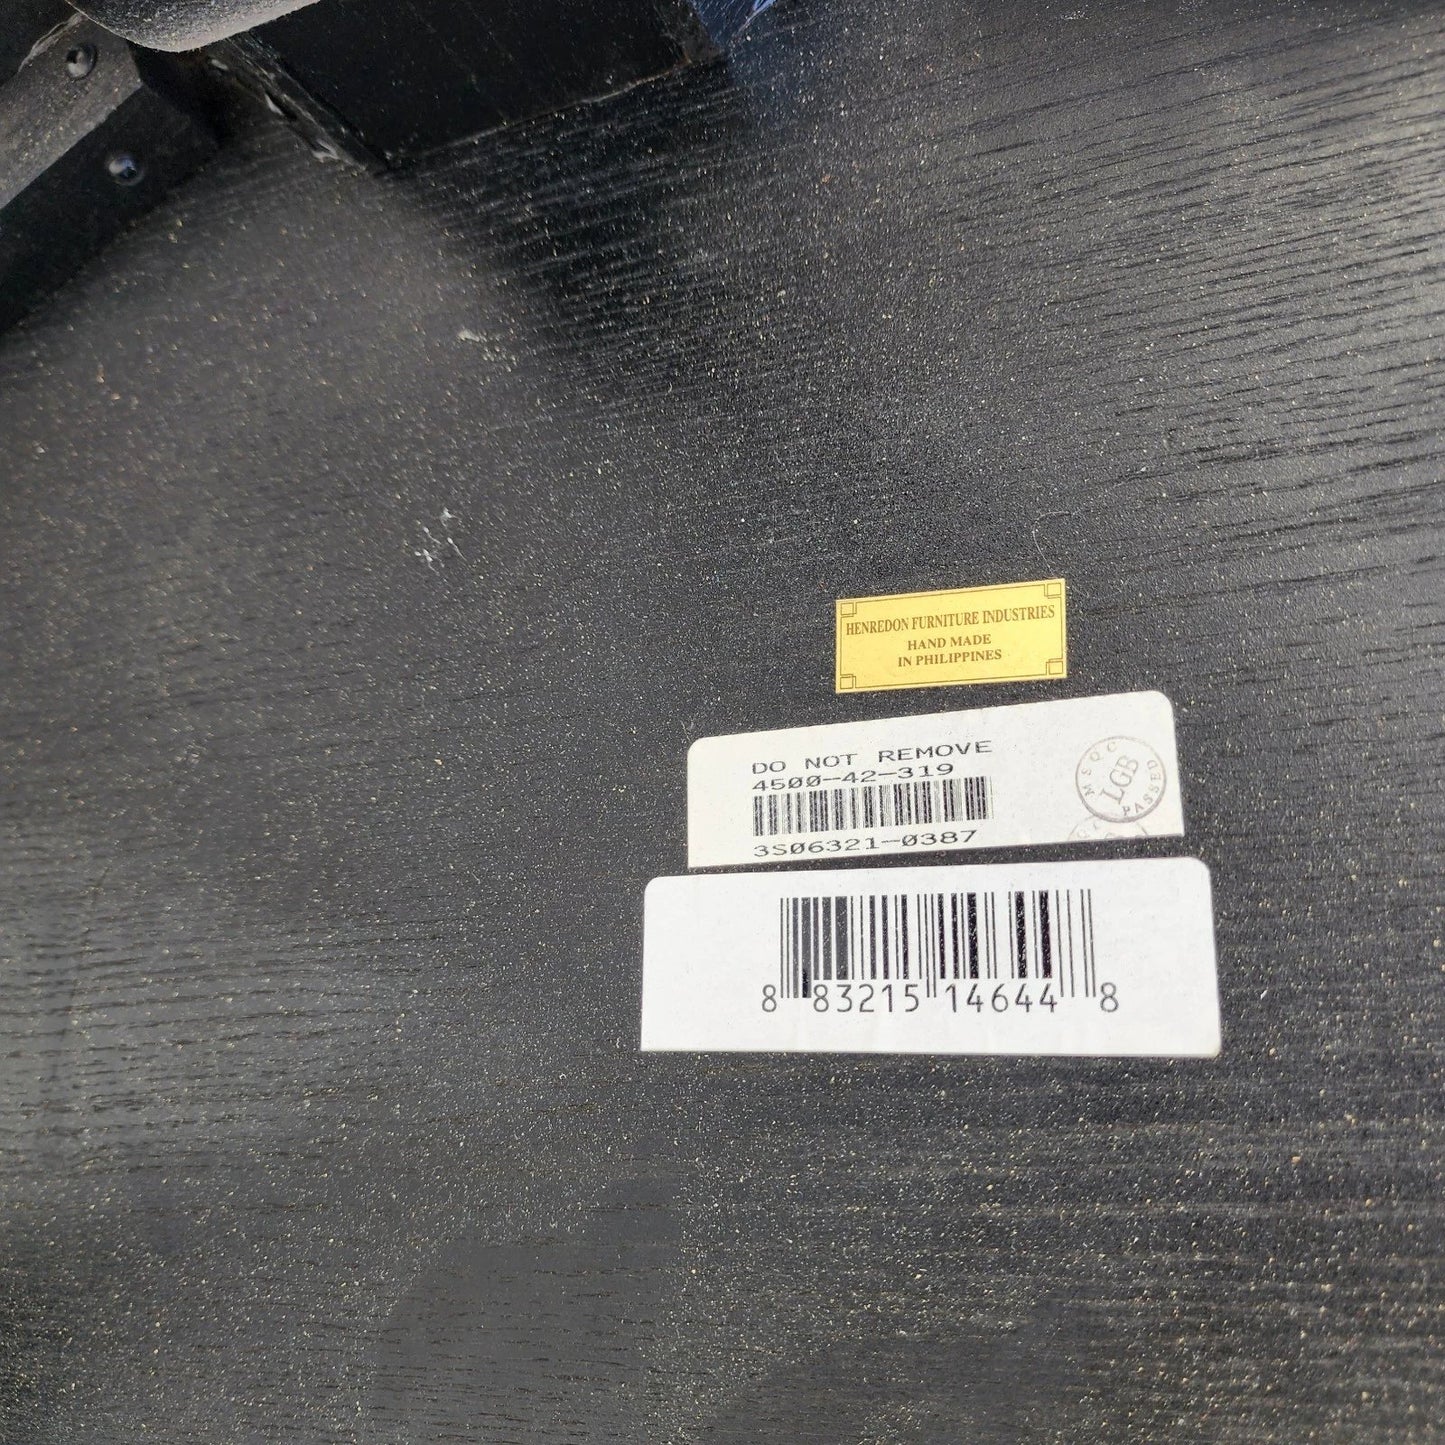 HENREDON FURNITURE INDUSTRIES
HAND MADE
IN PHILIPPINES
DO NOT REMOVE
4500-42-319
3S06321-0387
MSQC
LGB
PASSED
8 83215 14644 8